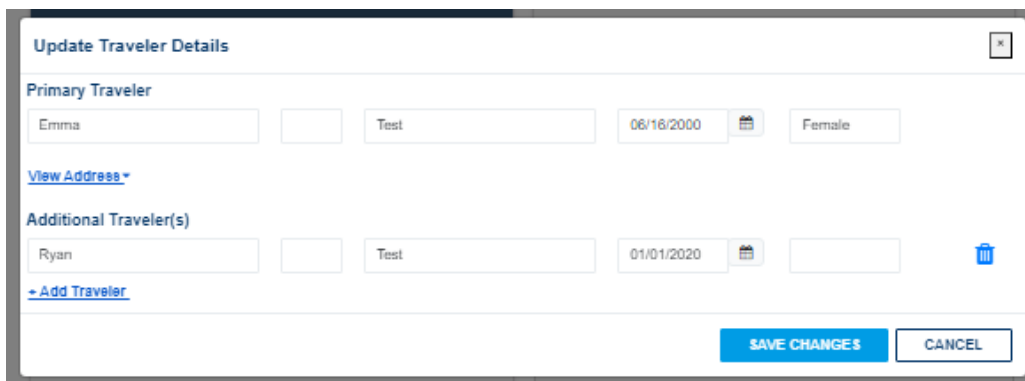 Update Traveler Details ×
Primary Traveler
Emma Test 06/16/2000 Female
View Address
Additional Traveler(s)
Ryan Test 01/01/2020
+ Add Traveler
SAVE CHANGES CANCEL